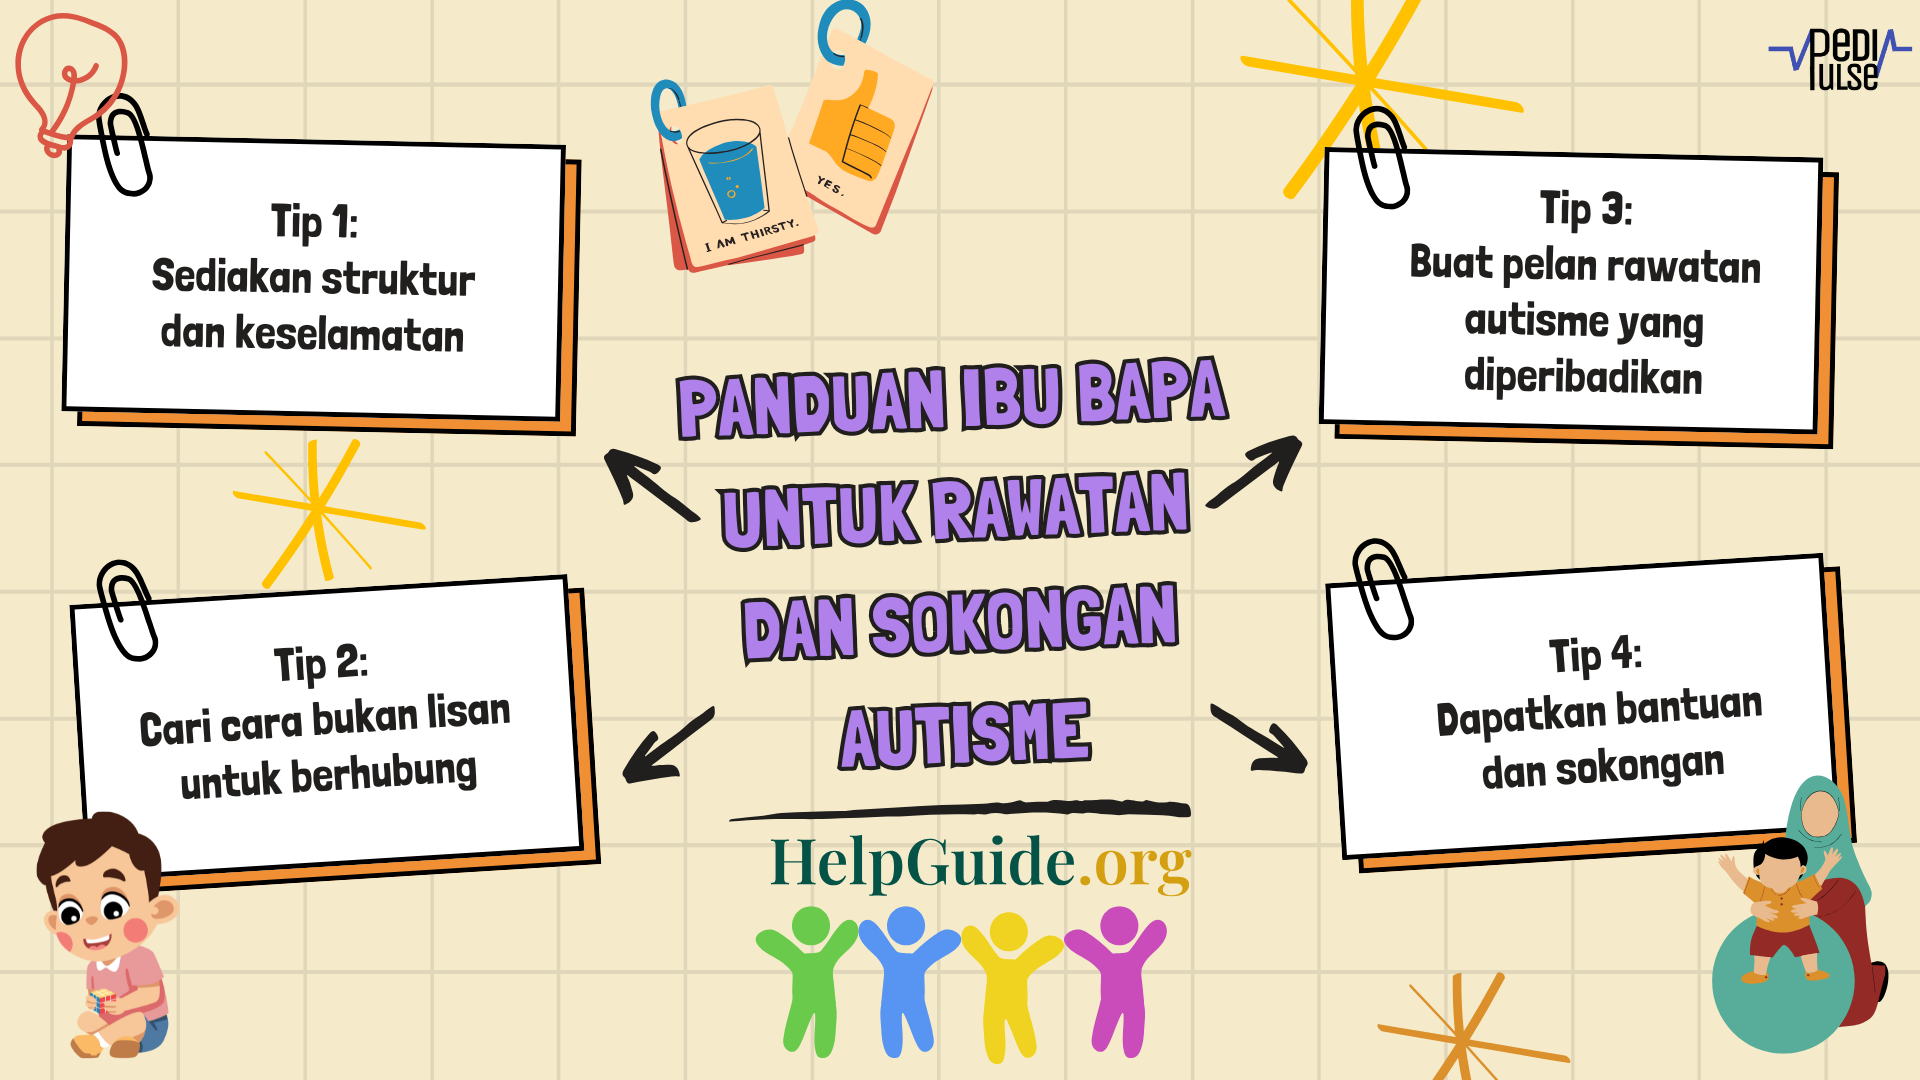 PEDI
PULSE
I AM THIRSTY.
YES.
PANDUAN IBU BAPA
UNTUK RAWATAN
DAN SOKONGAN
AUTISME
HelpGuide.org
Tip 1:
Sediakan struktur
dan keselamatan
Tip 2:
Cari cara bukan lisan
untuk berhubung
Tip 3:
Buat pelan rawatan
autisme yang
diperibadikan
Tip 4:
Dapatkan bantuan
dan sokongan